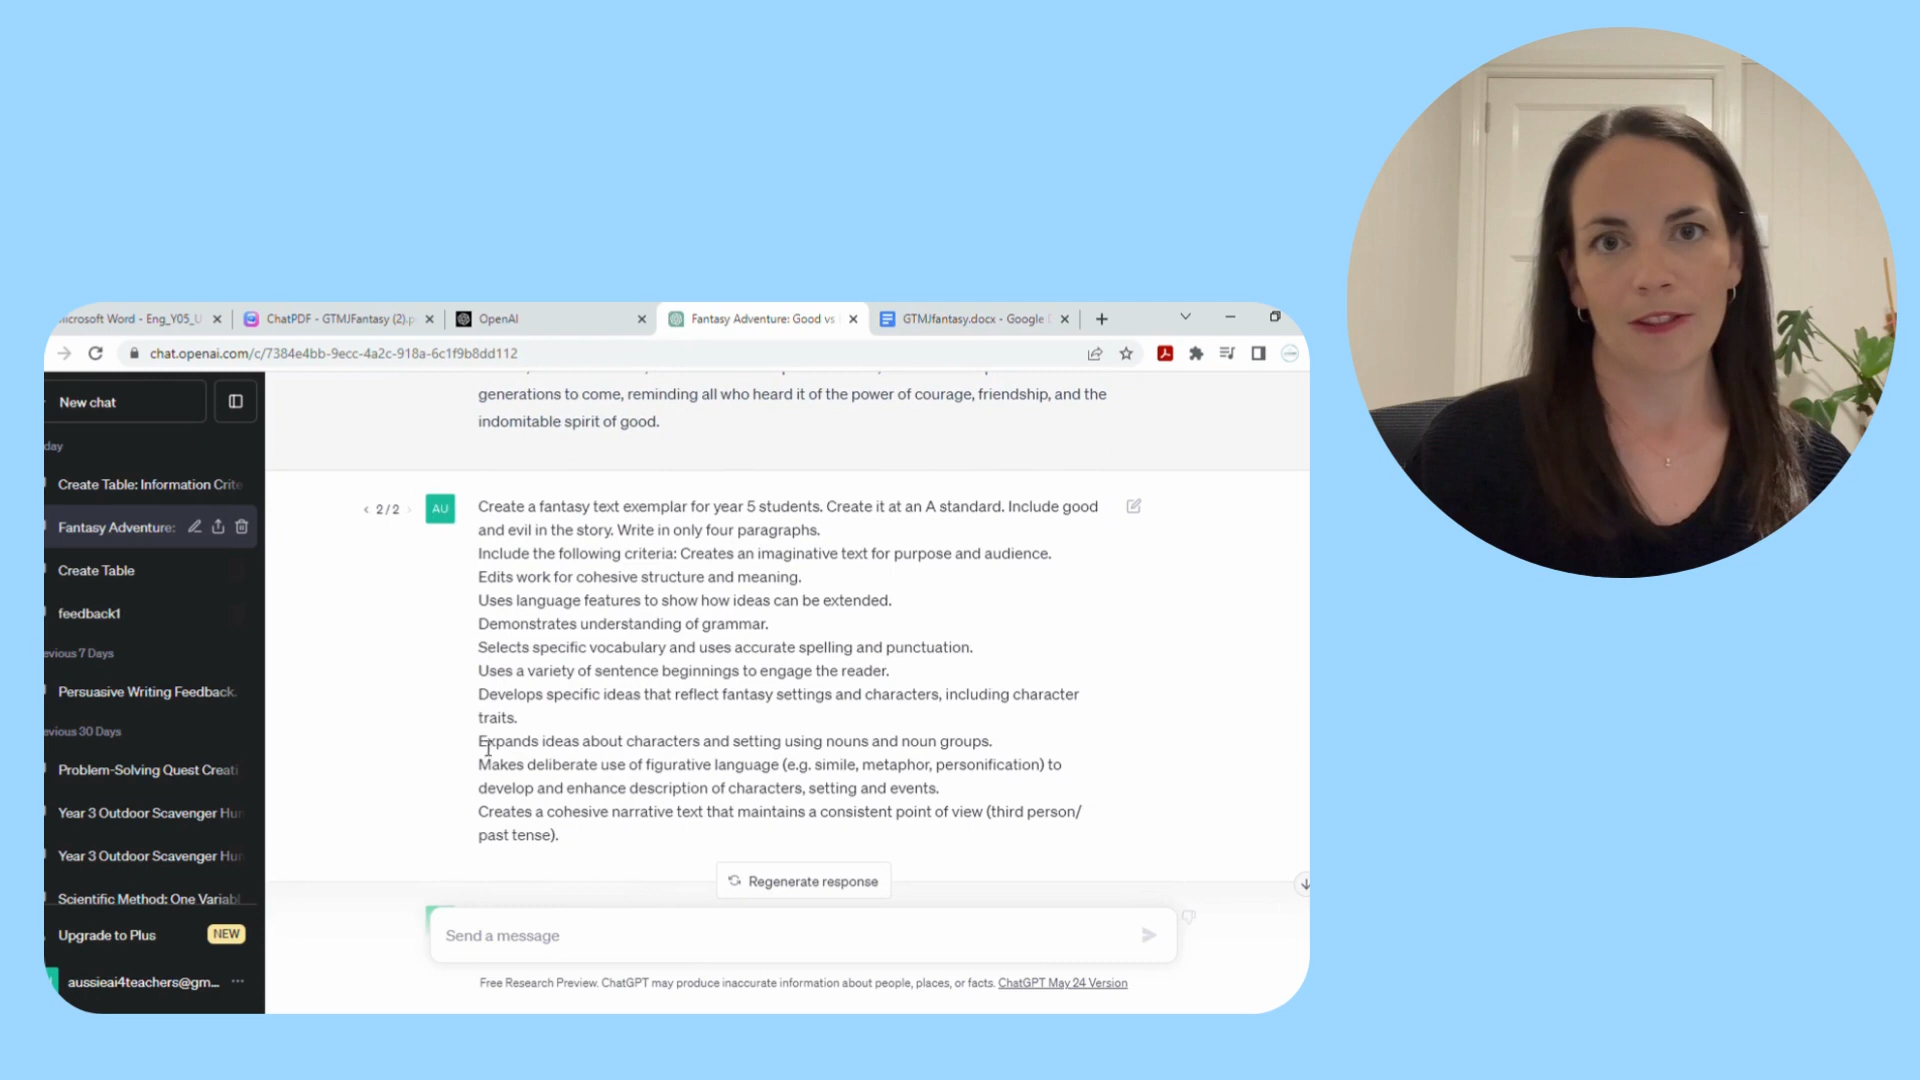 icrosoft Word - Eng_Y05_U
ChatPDF - GTMJFantasy (2).p
OpenAI
Fantasy Adventure: Good vs
GTMJfantasy.docx - Google
chat.openai.com/c/7384e4bb-9ecc-4a2c-918a-6c1f9b8dd112
New chat
day
Create Table: Information Crite
Fantasy Adventure:
Create Table
feedback1
evious 7 Days
Persuasive Writing Feedback.
evious 30 Days
Problem-Solving Quest Creati
Year 3 Outdoor Scavenger Hun
Year 3 Outdoor Scavenger Hun
Scientific Method: One Variabl
Upgrade to Plus
NEW
aussieai4teachers@gm...
generations to come, reminding all who heard it of the power of courage, friendship, and the
indomitable spirit of good.
< 2 / 2 >
AU
Create a fantasy text exemplar for year 5 students. Create it at an A standard. Include good
and evil in the story. Write in only four paragraphs.
Include the following criteria: Creates an imaginative text for purpose and audience.
Edits work for cohesive structure and meaning.
Uses language features to show how ideas can be extended.
Demonstrates understanding of grammar.
Selects specific vocabulary and uses accurate spelling and punctuation.
Uses a variety of sentence beginnings to engage the reader.
Develops specific ideas that reflect fantasy settings and characters, including character
traits.
Expands ideas about characters and setting using nouns and noun groups.
Makes deliberate use of figurative language (e.g. simile, metaphor, personification) to
develop and enhance description of characters, setting and events.
Creates a cohesive narrative text that maintains a consistent point of view (third person/
past tense).
Regenerate response
Send a message
Free Research Preview. ChatGPT may produce inaccurate information about people, places, or facts. ChatGPT May 24 Version